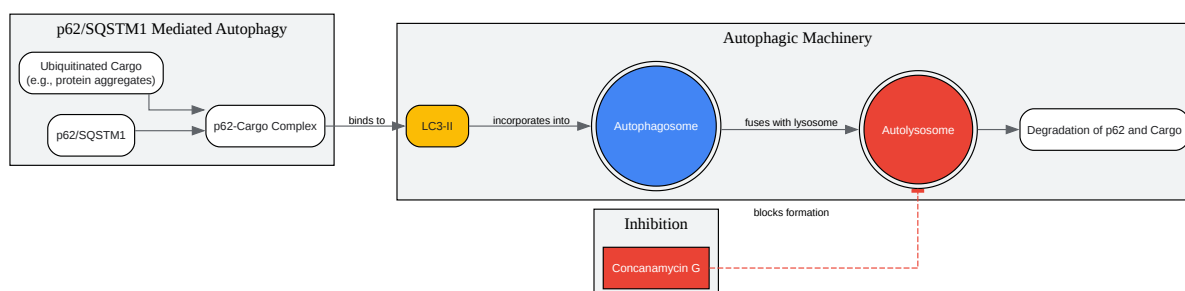 p62/SQSTM1 Mediated Autophagy
Ubiquitinated Cargo
(e.g., protein aggregates)
p62/SQSTM1
p62-Cargo Complex
binds to
Autophagic Machinery
LC3-II
incorporates into
Autophagosome
fuses with lysosome
Autolysosome
Degradation of p62 and Cargo
blocks formation
Inhibition
Concanamycin G